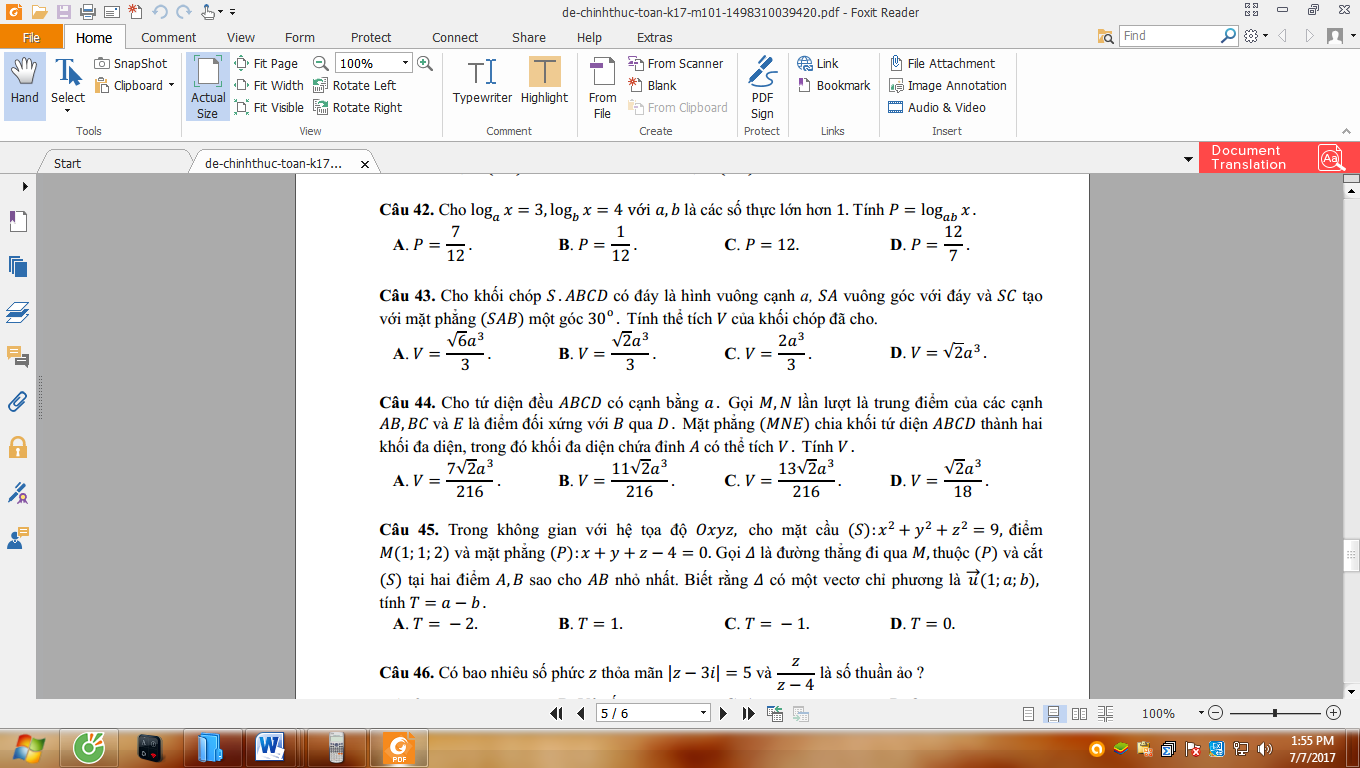 de-chinhthuc-toan-k17-m101-1498310039420.pdf - Foxit Reader
File Home Comment View Form Protect Connect Share Help Extras Find
Hand
Select
SnapShot
Clipboard
Tools
Actual Size
Fit Page
Fit Width
Fit Visible
100%
Rotate Left
Rotate Right
View
Typewriter Highlight
Comment
From File
From Scanner
Blank
From Clipboard
Create
PDF Sign
Protect
Link
Bookmark
Links
File Attachment
Image Annotation
Audio & Video
Insert
Start
de-chinhthuc-toan-k17... x
Document Translation
Câu 42. Cho logₐ x = 3, log_b x = 4 với a, b là các số thực lớn hơn 1. Tính P = log_ab x.
A. P = 7/12. B. P = 1/12. C. P = 12. D. P = 12/7.
Câu 43. Cho khối chóp S.ABCD có đáy là hình vuông cạnh a, SA vuông góc với đáy và SC tạo
với mặt phẳng (SAB) một góc 30°. Tính thể tích V của khối chóp đã cho.
A. V = √6a³/3. B. V = √2a³/3. C. V = 2a³/3. D. V = √2a³.
Câu 44. Cho tứ diện đều ABCD có cạnh bằng a. Gọi M, N lần lượt là trung điểm của các cạnh
AB, BC và E là điểm đối xứng với B qua D. Mặt phẳng (MNE) chia khối tứ diện ABCD thành hai
khối đa diện, trong đó khối đa diện chứa đỉnh A có thể tích V. Tính V.
A. V = 7√2a³/216. B. V = 11√2a³/216. C. V = 13√2a³/216. D. V = √2a³/18.
Câu 45. Trong không gian với hệ tọa độ Oxyz, cho mặt cầu (S): x² + y² + z² = 9, điểm
M(1; 1; 2) và mặt phẳng (P): x + y + z − 4 = 0. Gọi Δ là đường thẳng đi qua M, thuộc (P) và cắt
(S) tại hai điểm A, B sao cho AB nhỏ nhất. Biết rằng Δ có một vectơ chỉ phương là u⃗(1; a; b),
tính T = a − b.
A. T = − 2. B. T = 1. C. T = − 1. D. T = 0.
Câu 46. Có bao nhiêu số phức z thỏa mãn |z − 3i| = 5 và z/(z − 4) là số thuần ảo ?
5 / 6
100%
PDF
1:55 PM
7/7/2017